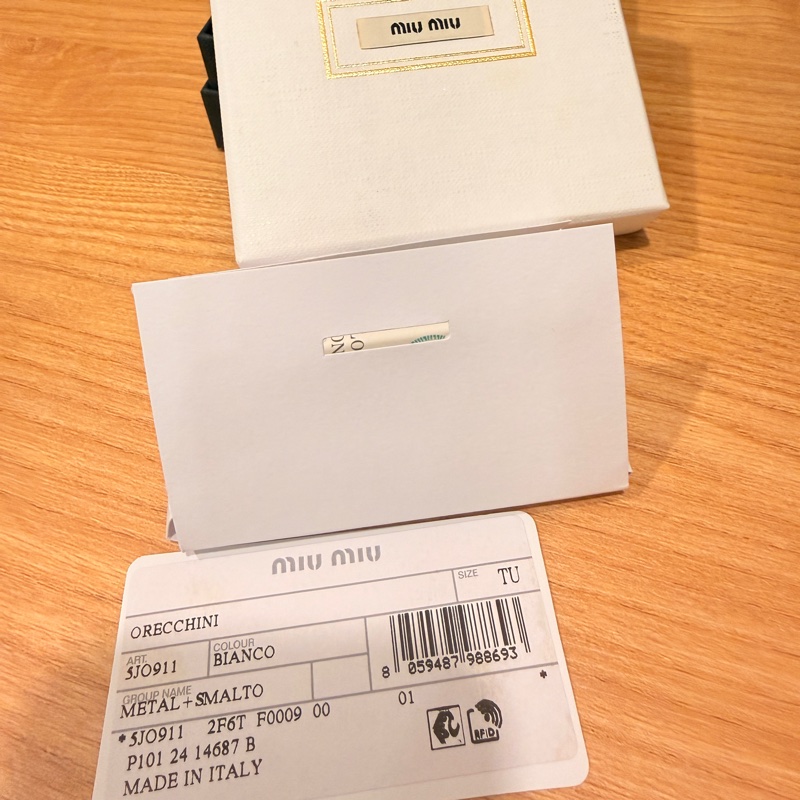 miu miu
NO
O
miu miu
SIZE TU
ORECCHINI
ART. COLOUR
5JO911 BIANCO
8 059487 988693
GROUP NAME
METAL+SMALTO
*
*5JO911 2F6T F0009 00 01
P101 24 14687 B
RFiD
MADE IN ITALY